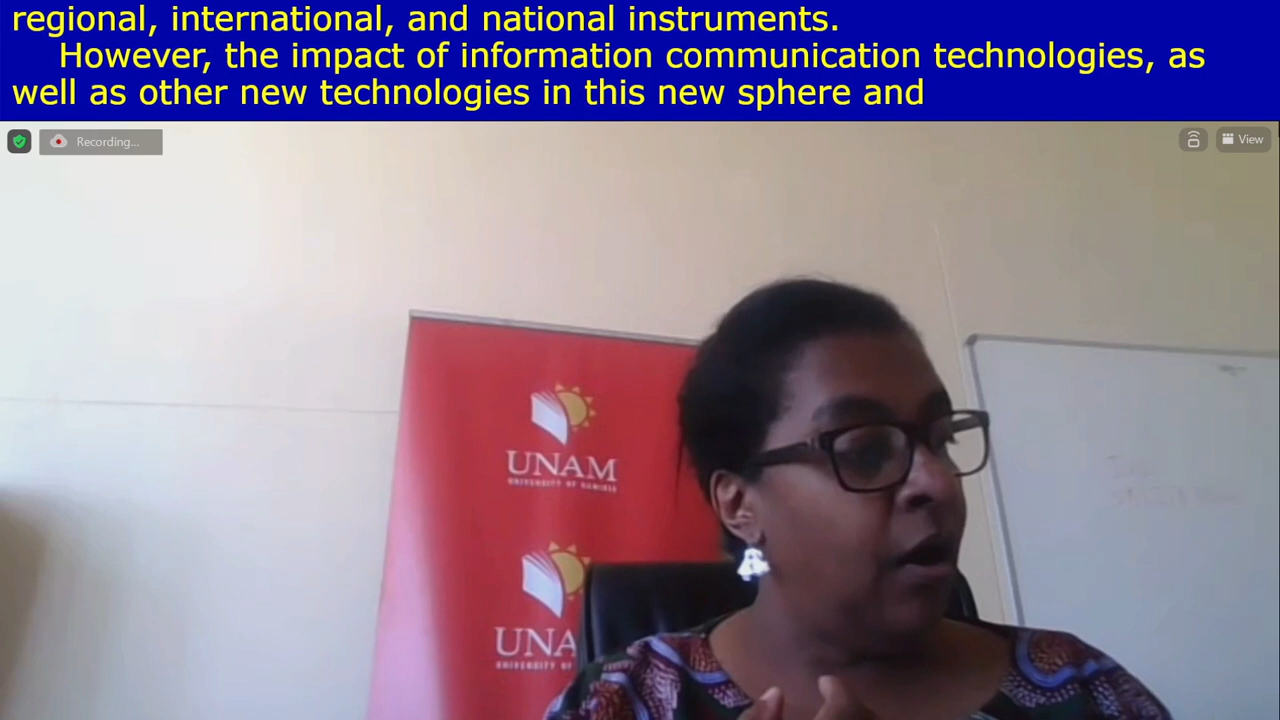 regional, international, and national instruments.
However, the impact of information communication technologies, as
well as other new technologies in this new sphere and
Recording...
View
UNAM
UNIVERSITY OF NAMIBIA
UNA